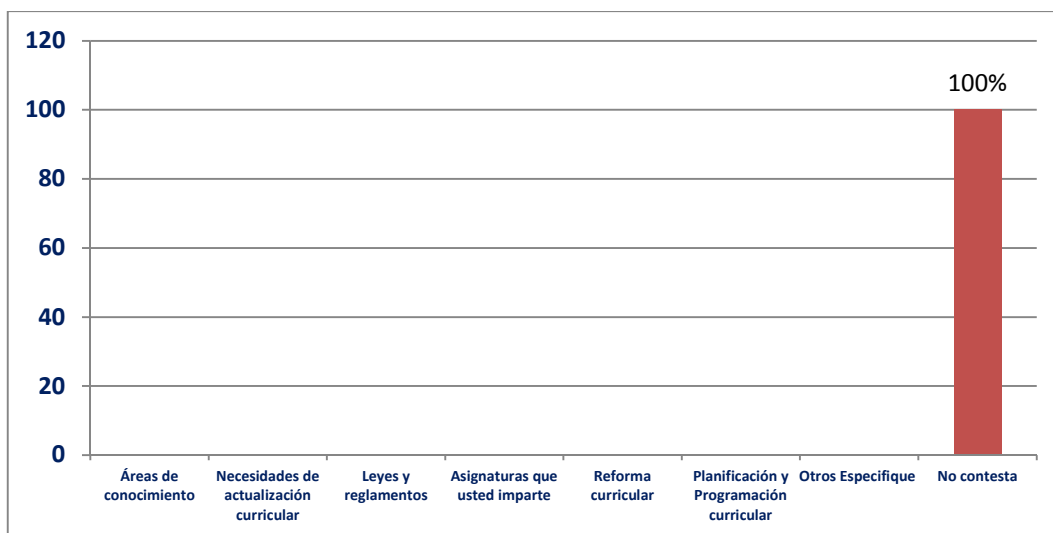 120
100%
100
80
60
40
20
0
Áreas de
conocimiento
Necesidades de
actualización
curricular
Leyes y
reglamentos
Asignaturas que
usted imparte
Reforma
curricular
Planificación y
Programación
curricular
Otros Especifique
No contesta